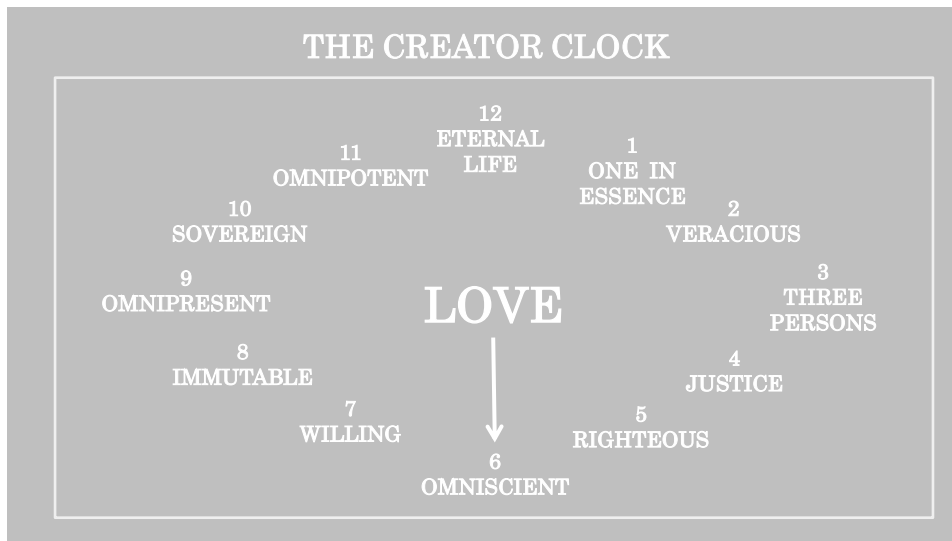 THE CREATOR CLOCK
12
ETERNAL
LIFE
1
ONE IN
ESSENCE
2
VERACIOUS
3
THREE
PERSONS
4
JUSTICE
5
RIGHTEOUS
6
OMNISCIENT
7
WILLING
8
IMMUTABLE
9
OMNIPRESENT
10
SOVEREIGN
11
OMNIPOTENT
LOVE